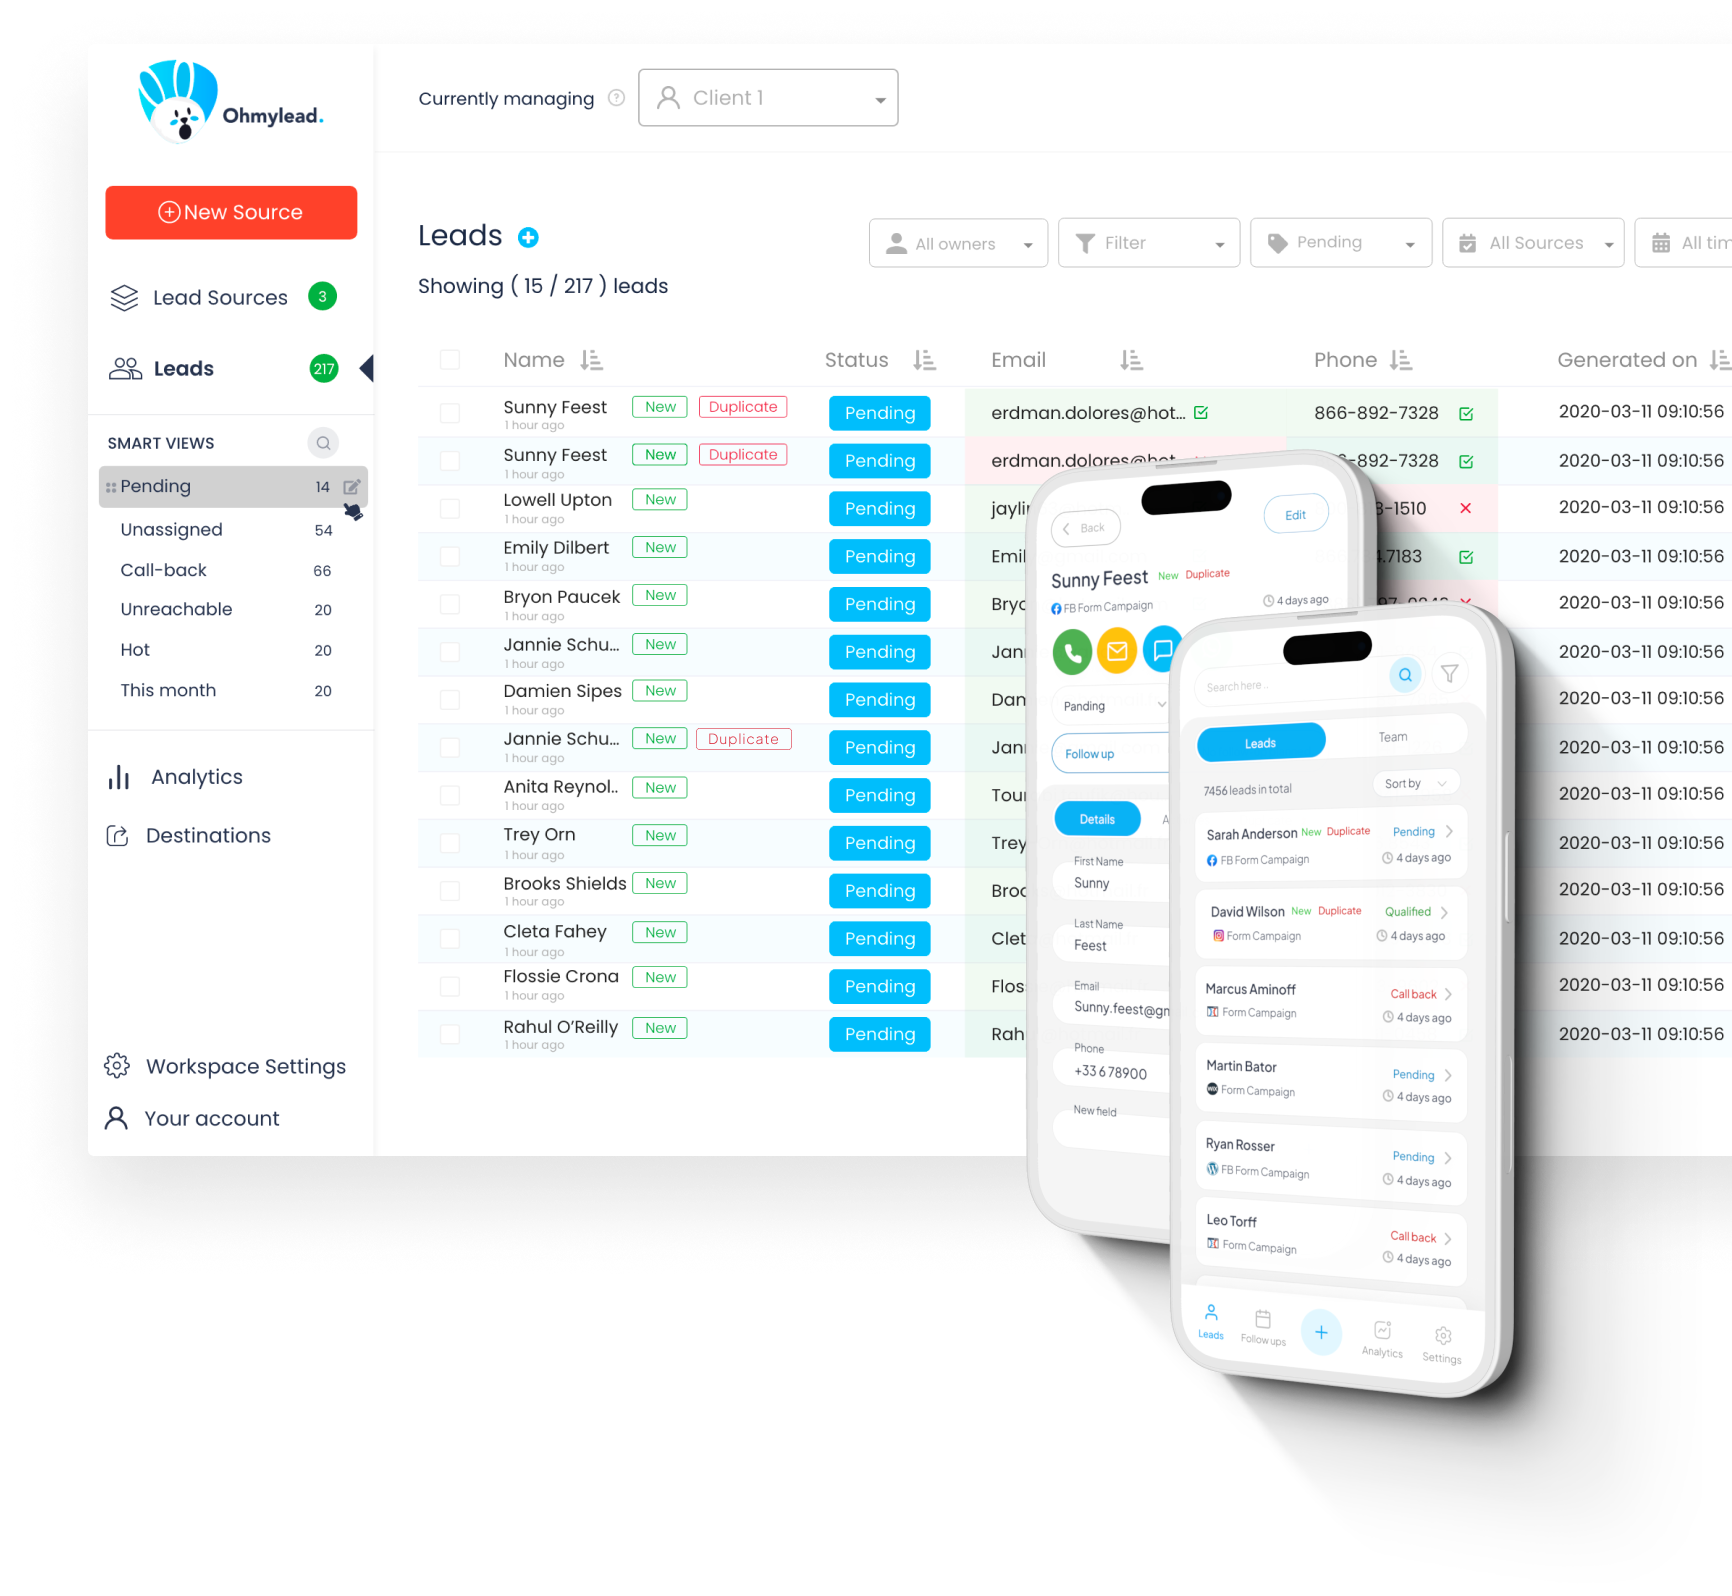 Ohmylead.
Currently managing ? Client 1
New Source
Lead Sources 3
Leads 217
SMART VIEWS
Pending 14
Unassigned 54
Call-back 66
Unreachable 20
Hot 20
This month 20
Analytics
Destinations
Workspace Settings
Your account
Leads
Showing ( 15 / 217 ) leads
All owners Filter Pending All Sources All tim
Name Status Email Phone Generated on
Sunny Feest New Duplicate Pending erdman.dolores@hot... 866-892-7328 2020-03-11 09:10:56
1 hour ago
Sunny Feest New Duplicate Pending erdman.dolores@hot -892-7328 2020-03-11 09:10:56
1 hour ago
Lowell Upton New Pending jaylin -1510 2020-03-11 09:10:56
1 hour ago
Emily Dilbert New Pending Emil .7183 2020-03-11 09:10:56
1 hour ago
Bryon Paucek New Pending Bryo 2020-03-11 09:10:56
1 hour ago
Jannie Schu... New Pending Jan 2020-03-11 09:10:56
1 hour ago
Damien Sipes New Pending Dam 2020-03-11 09:10:56
1 hour ago
Jannie Schu... New Duplicate Pending Jan 2020-03-11 09:10:56
1 hour ago
Anita Reynol.. New Pending Tour 2020-03-11 09:10:56
1 hour ago
Trey Orn New Pending Trey 2020-03-11 09:10:56
1 hour ago
Brooks Shields New Pending Broo 2020-03-11 09:10:56
1 hour ago
Cleta Fahey New Pending Clet 2020-03-11 09:10:56
1 hour ago
Flossie Crona New Pending Flos 2020-03-11 09:10:56
1 hour ago
Rahul O'Reilly New Pending Rah 2020-03-11 09:10:56
1 hour ago
Back Edit
Sunny Feest New Duplicate
FB Form Campaign 4 days ago
Panding
Follow up
Details A
First Name
Sunny
Last Name
Feest
Email
Sunny.feest@gm
Phone
+33 6 78900
New field
Search here ..
Leads Team
7456 leads in total Sort by
Sarah Anderson New Duplicate Pending
FB Form Campaign 4 days ago
David Wilson New Duplicate Qualified
Form Campaign 4 days ago
Marcus Aminoff Call back
Form Campaign 4 days ago
Martin Bator Pending
WIX Form Campaign 4 days ago
Ryan Rosser Pending
FB Form Campaign 4 days ago
Leo Torff Call back
Form Campaign 4 days ago
Leads Follow ups Analytics Settings